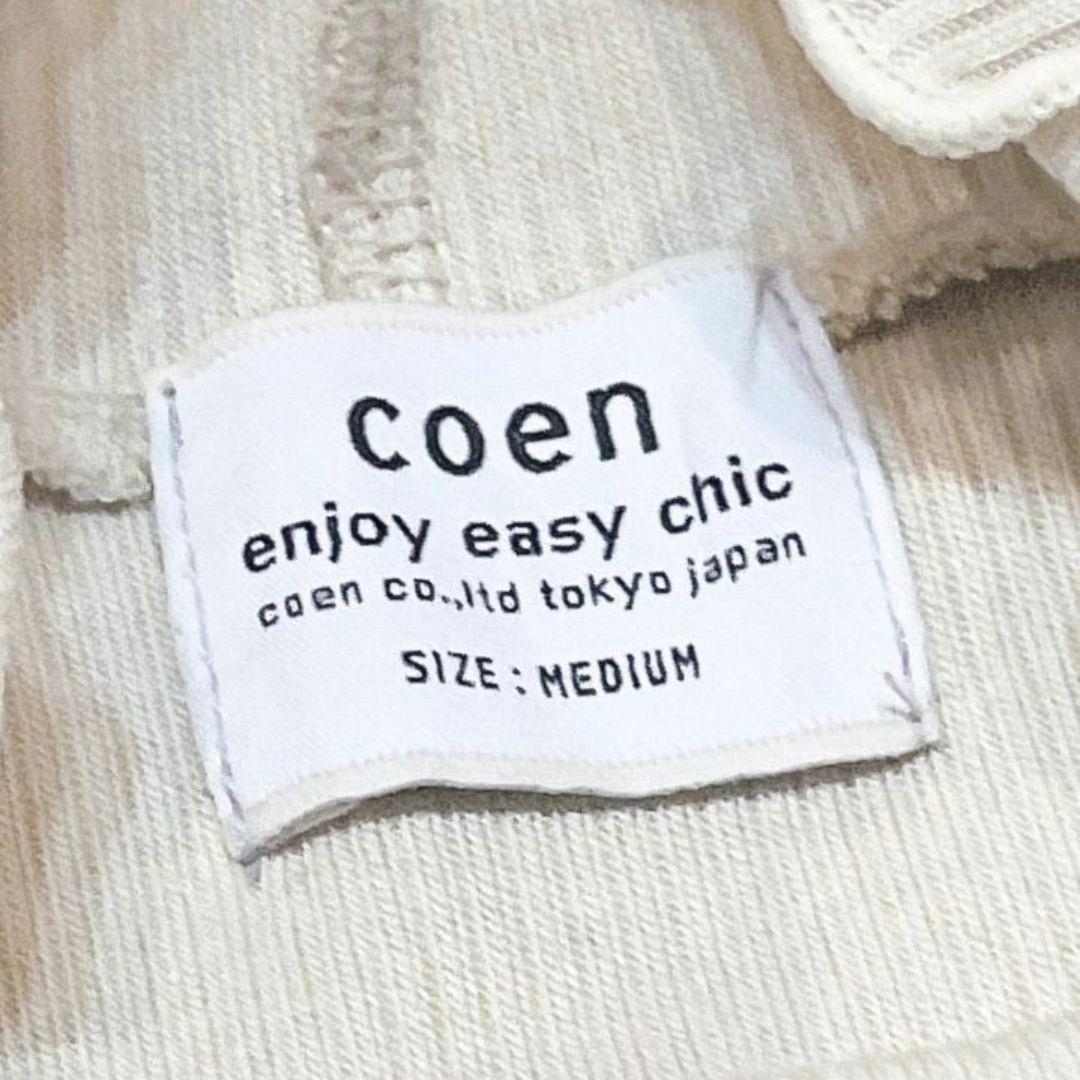 coen
enjoy easy chic
coen co.,ltd tokyo japan
SIZE : MEDIUM